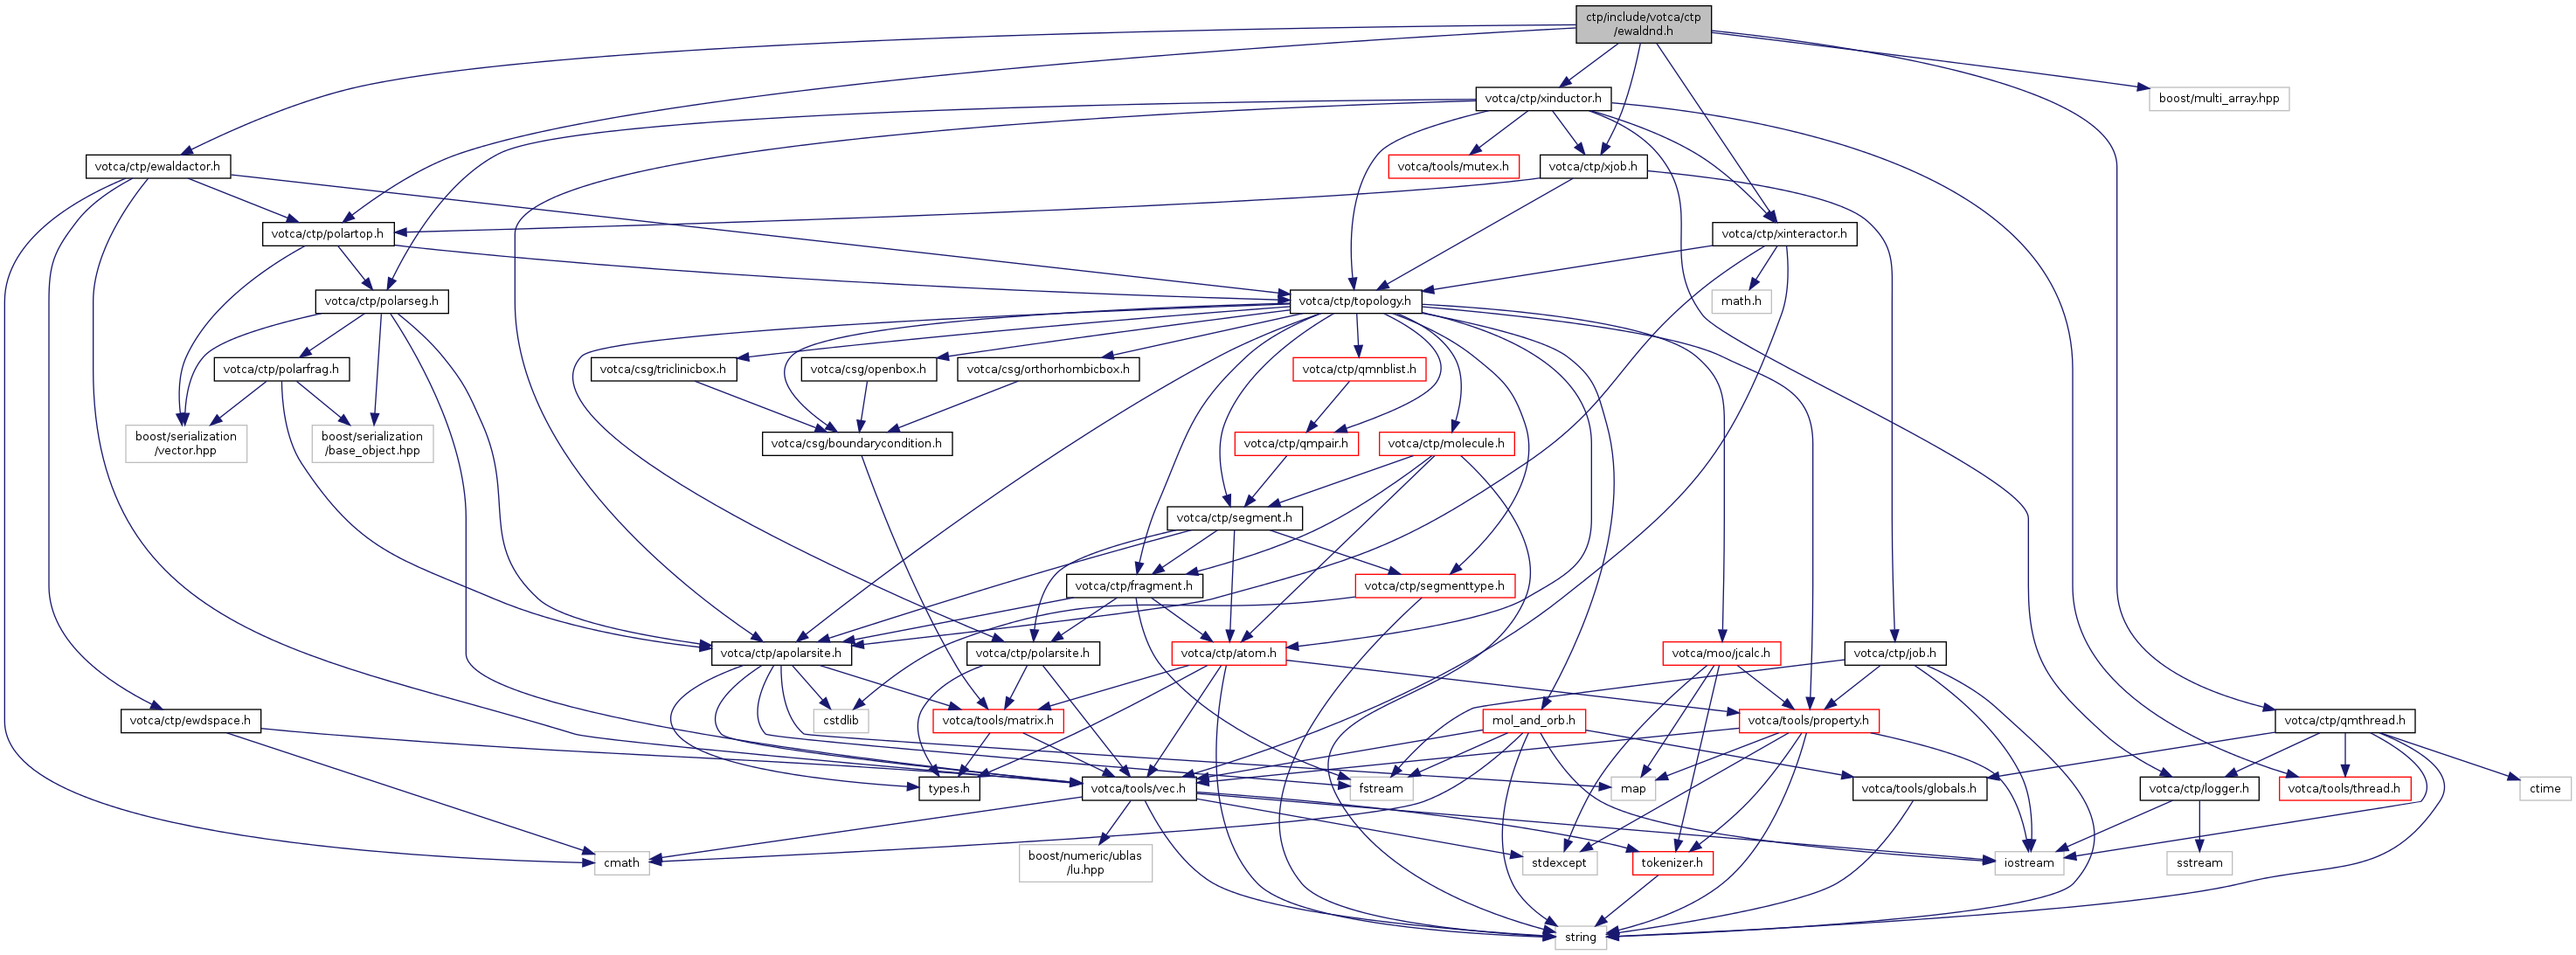 ctp/include/votca/ctp
/ewaldnd.h
votca/ctp/xinductor.h
boost/multi_array.hpp
votca/ctp/ewaldactor.h
votca/tools/mutex.h
votca/ctp/xjob.h
votca/ctp/polartop.h
votca/ctp/xinteractor.h
votca/ctp/polarseg.h
votca/ctp/topology.h
math.h
votca/ctp/polarfrag.h
votca/csg/triclinicbox.h
votca/csg/openbox.h
votca/csg/orthorhombicbox.h
votca/ctp/qmnblist.h
boost/serialization
/vector.hpp
boost/serialization
/base_object.hpp
votca/csg/boundarycondition.h
votca/ctp/qmpair.h
votca/ctp/molecule.h
votca/ctp/segment.h
votca/ctp/fragment.h
votca/ctp/segmenttype.h
votca/ctp/apolarsite.h
votca/ctp/polarsite.h
votca/ctp/atom.h
votca/moo/jcalc.h
votca/ctp/job.h
votca/ctp/ewdspace.h
cstdlib
votca/tools/matrix.h
mol_and_orb.h
votca/tools/property.h
votca/ctp/qmthread.h
types.h
votca/tools/vec.h
fstream
map
votca/tools/globals.h
votca/ctp/logger.h
votca/tools/thread.h
ctime
cmath
boost/numeric/ublas
/lu.hpp
stdexcept
tokenizer.h
iostream
sstream
string